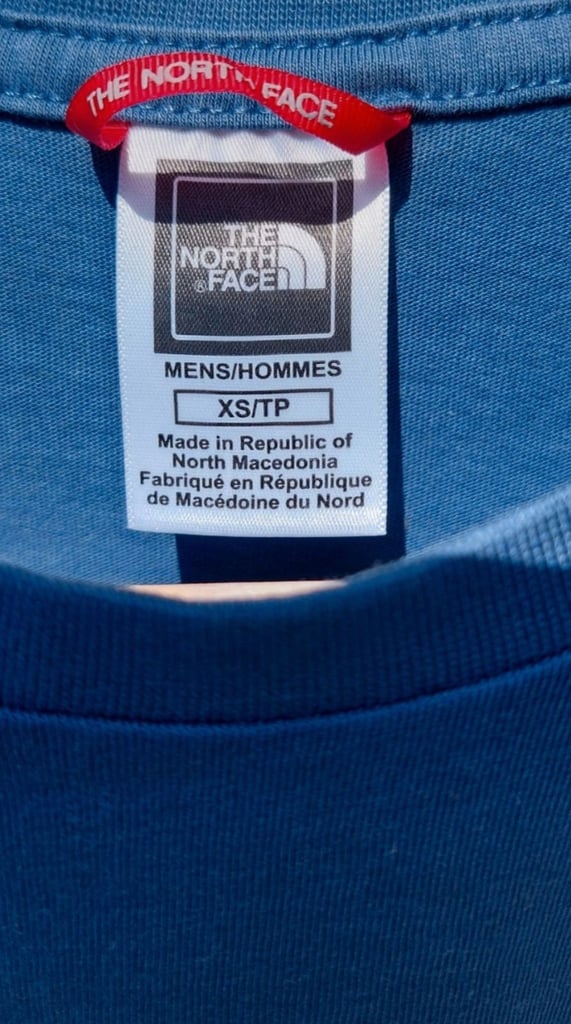 THE NORTH FACE
THE
NORTH
®FACE
MENS/HOMMES
XS/TP
Made in Republic of
North Macedonia
Fabriqué en République
de Macédoine du Nord